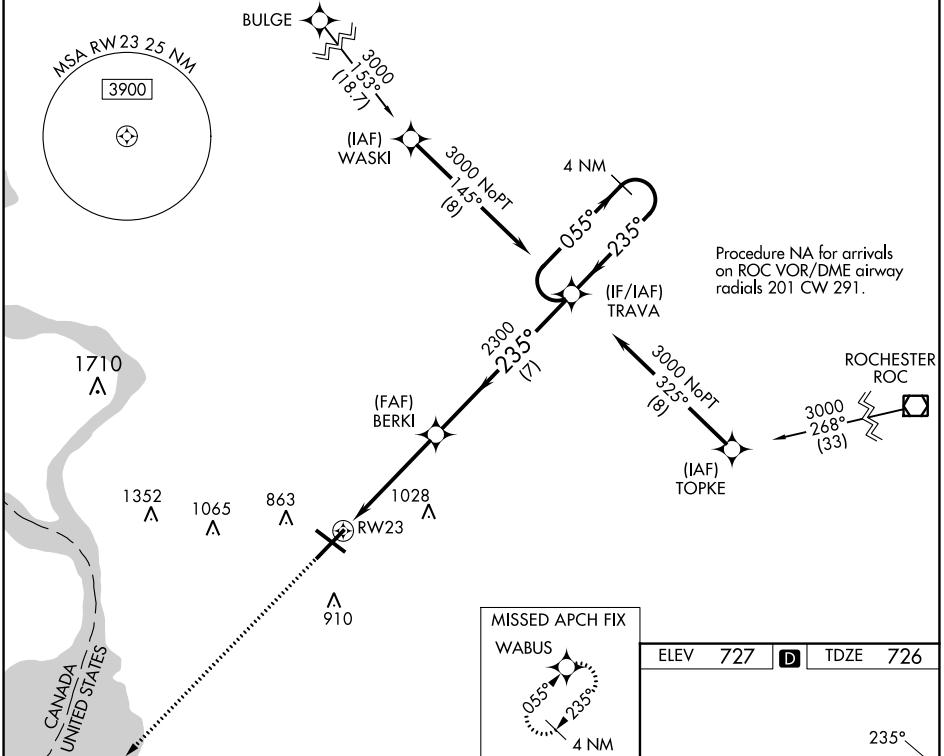 BULGE
MSA RW 23 25 NM
3900
3000
153°
(18.7)
(IAF)
WASKI
3000 NoPT
145°
(8)
4 NM
055°
235°
(IF/IAF)
TRAVA
Procedure NA for arrivals
on ROC VOR/DME airway
radials 201 CW 291.
2300
235°
(7)
1710
3000 NoPT
325°
(8)
ROCHESTER
ROC
3000
268°
(33)
(FAF)
BERKI
(IAF)
TOPKE
1352
1065
863
1028
RW23
910
MISSED APCH FIX
WABUS
055°
235°
4 NM
ELEV 727 D TDZE 726
235°
CANADA
UNITED STATES